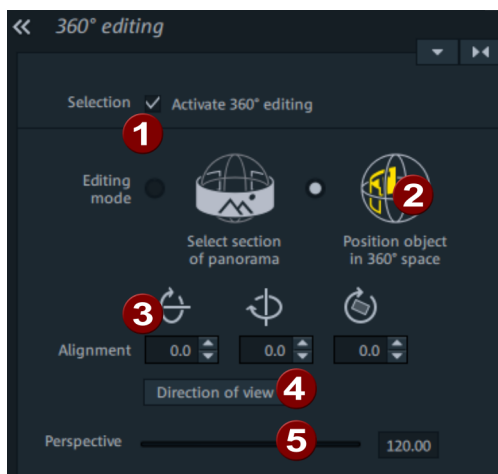 360° editing
Selection
Activate 360° editing
1
Editing
mode
2
Select section
of panorama
Position object
in 360° space
3
Alignment
0.0
0.0
0.0
Direction of view
4
Perspective
5
120.00